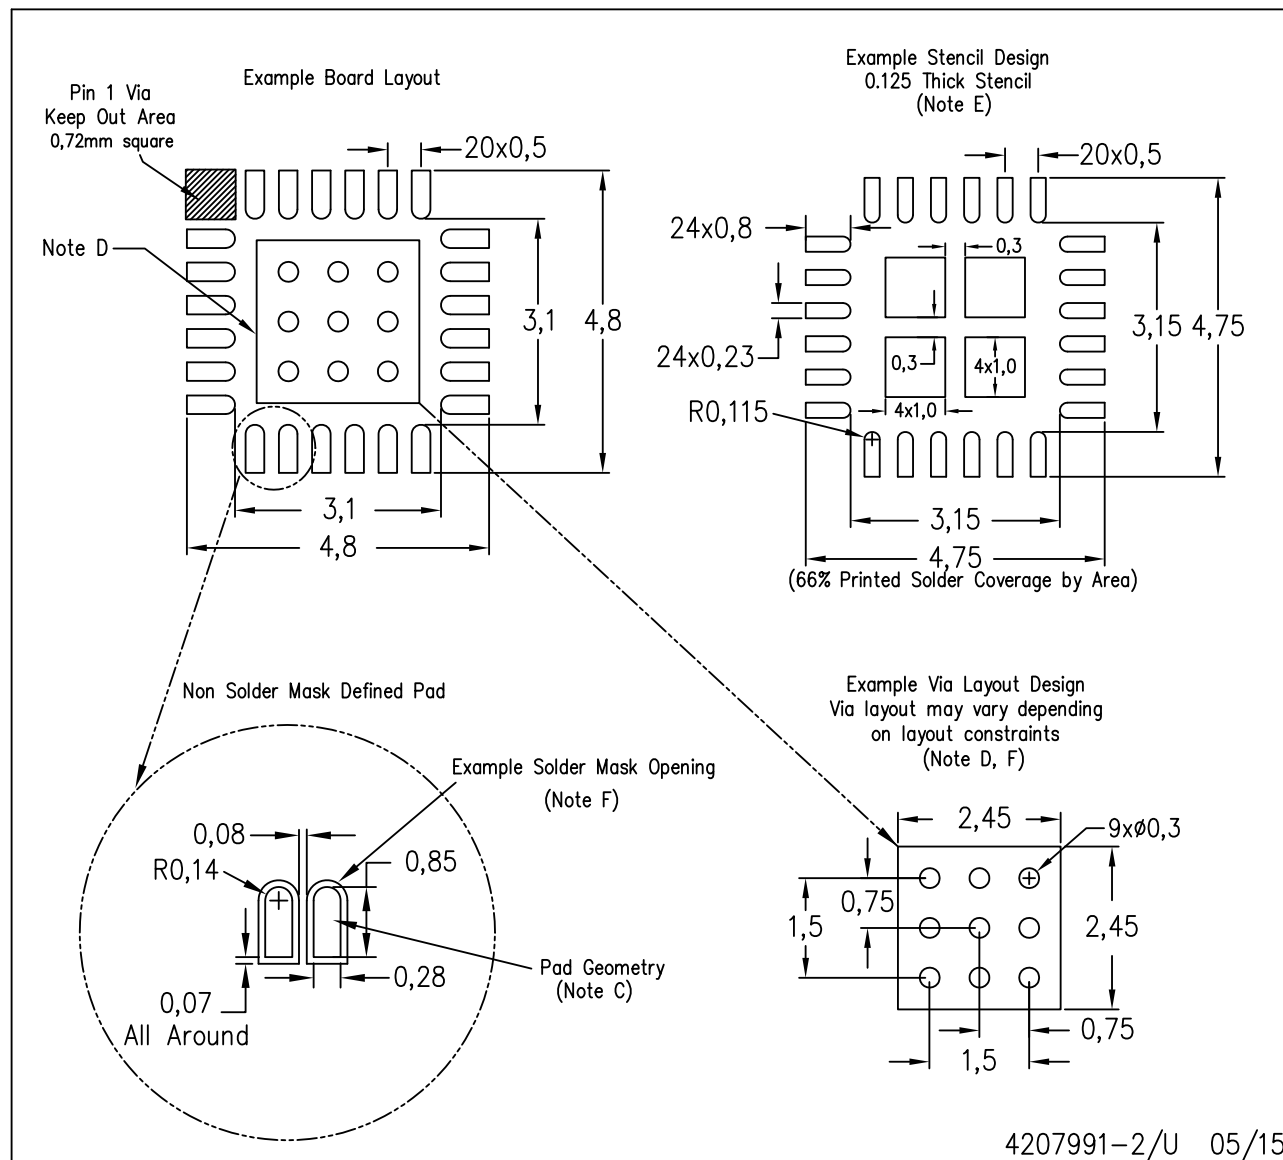 Example Board Layout
Pin 1 Via
Keep Out Area
0,72mm square
20x0,5
Note D
3,1
4,8
3,1
4,8
Example Stencil Design
0.125 Thick Stencil
(Note E)
20x0,5
24x0,8
0,3
24x0,23
0,3
4x1,0
4x1,0
R0,115
3,15
4,75
3,15
4,75
(66% Printed Solder Coverage by Area)
Non Solder Mask Defined Pad
Example Solder Mask Opening
(Note F)
0,08
R0,14
0,85
0,28
Pad Geometry
(Note C)
0,07
All Around
Example Via Layout Design
Via layout may vary depending
on layout constraints
(Note D, F)
2,45
9xø0,3
0,75
1,5
2,45
0,75
1,5
4207991-2/U 05/15